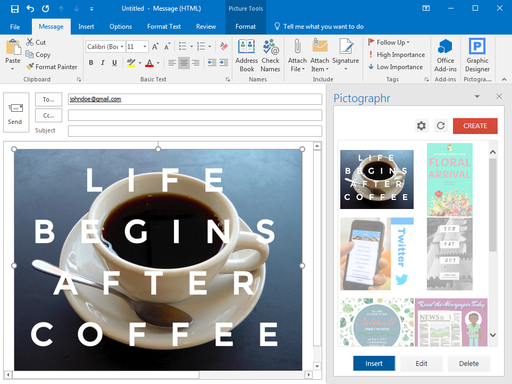 Untitled - Message (HTML)
Picture Tools
File
Message
Insert
Options
Format Text
Review
Format
Tell me what you want to do
Paste
Cut
Copy
Format Painter
Clipboard
Calibri (Bo
11
B I U
Basic Text
Address Book
Check Names
Names
Attach File
Attach Item
Signature
Include
Follow Up
High Importance
Low Importance
Tags
Office Add-ins
Add-ins
Graphic Designer
Pictogra...
Send
To...
johndoe@gmail.com
Cc...
Subject
LIFE
BEGINS
AFTER
COFFEE
Pictographr
CREATE
LIFE
BEGINS
AFTER
COFFEE
FLORAL
ARRIVAL
Twitter
Read the Newspaper Today
NEWS
Insert
Edit
Delete